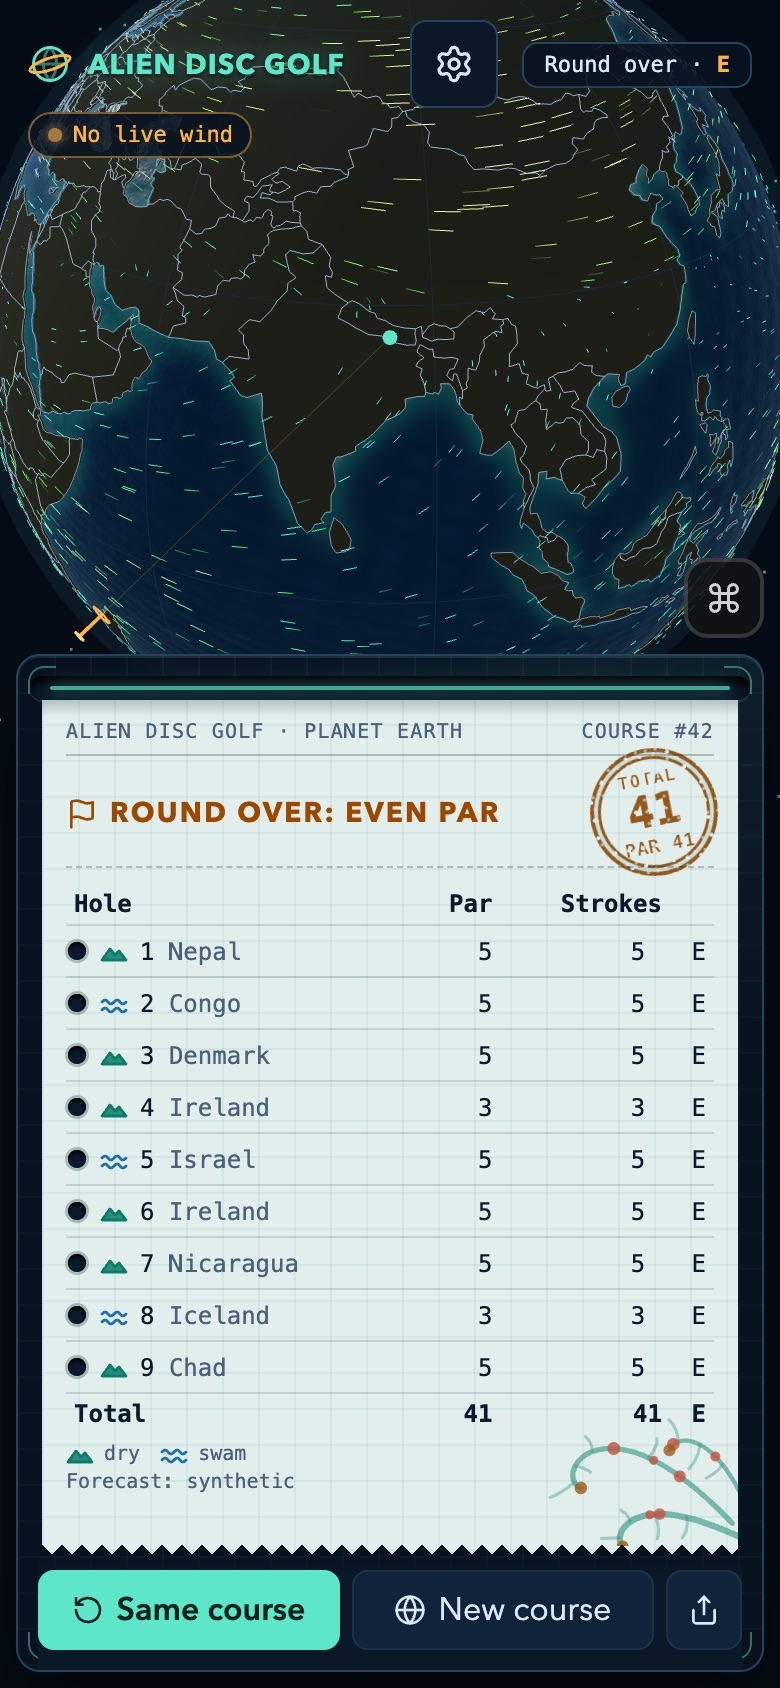 ALIEN DISC GOLF
Round over · E
No live wind
ALIEN DISC GOLF · PLANET EARTH COURSE #42
ROUND OVER: EVEN PAR
TOTAL
41
PAR 41
Hole Par Strokes
1 Nepal 5 5 E
2 Congo 5 5 E
3 Denmark 5 5 E
4 Ireland 3 3 E
5 Israel 5 5 E
6 Ireland 5 5 E
7 Nicaragua 5 5 E
8 Iceland 3 3 E
9 Chad 5 5 E
Total 41 41 E
dry swam
Forecast: synthetic
Same course New course